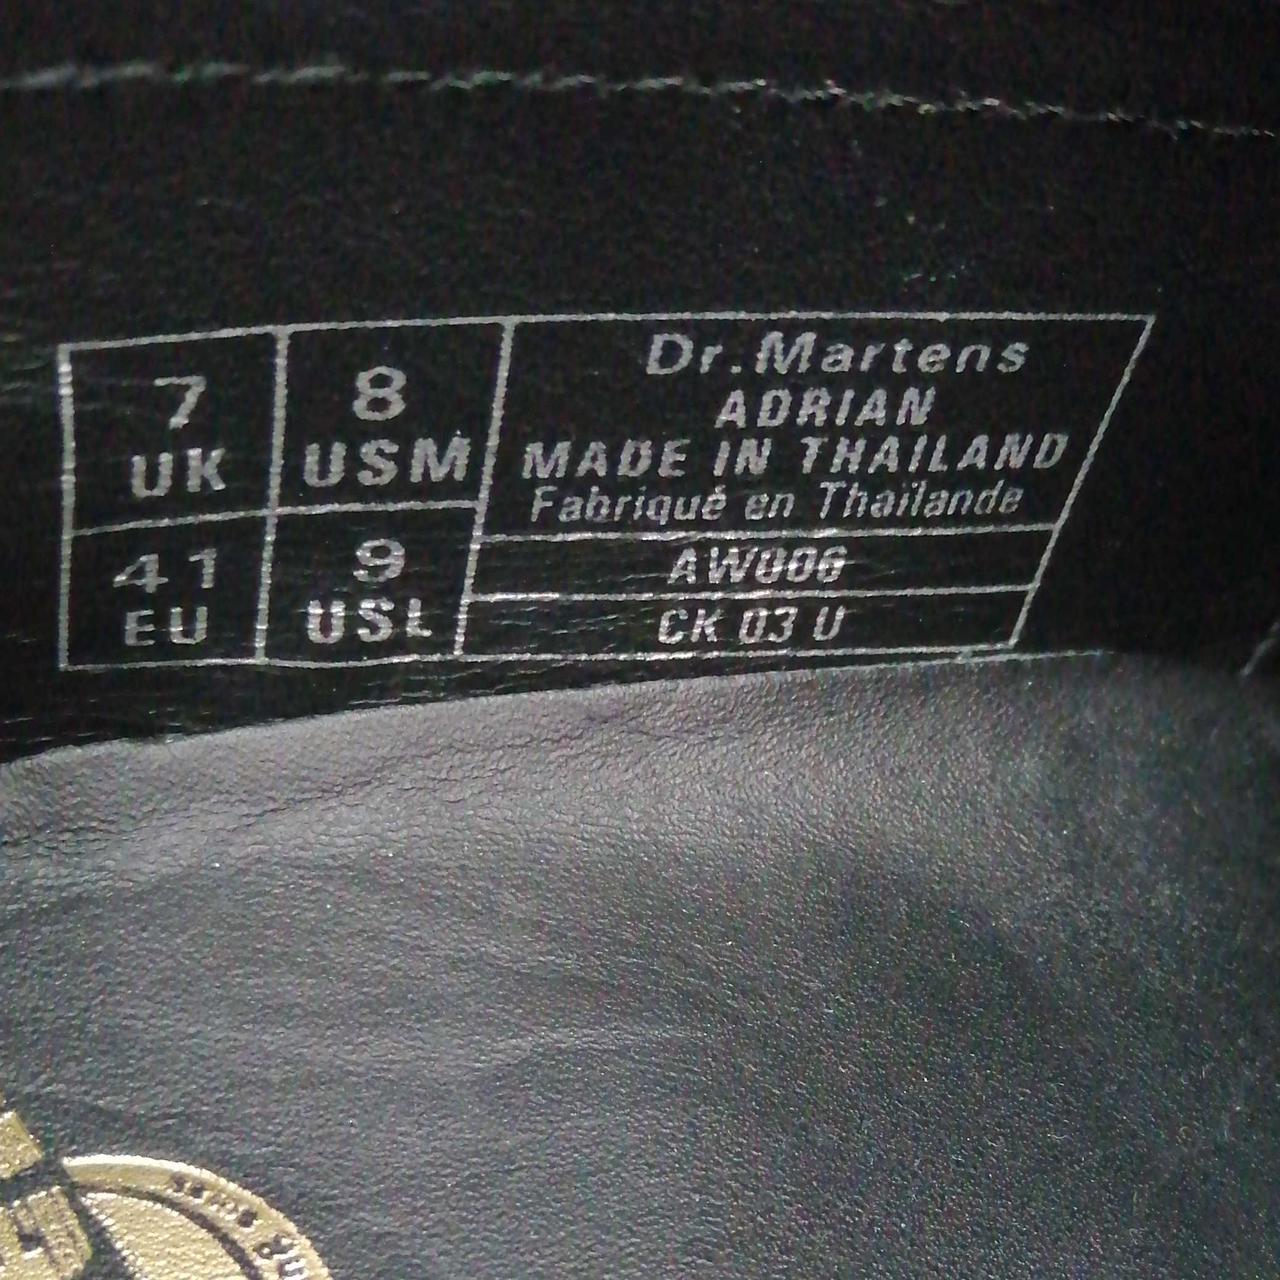 7
UK
8
USM
41
EU
9
USL
Dr.Martens
ADRIAN
MADE IN THAILAND
Fabriqué en Thaïlande
AW006
CK 03 U